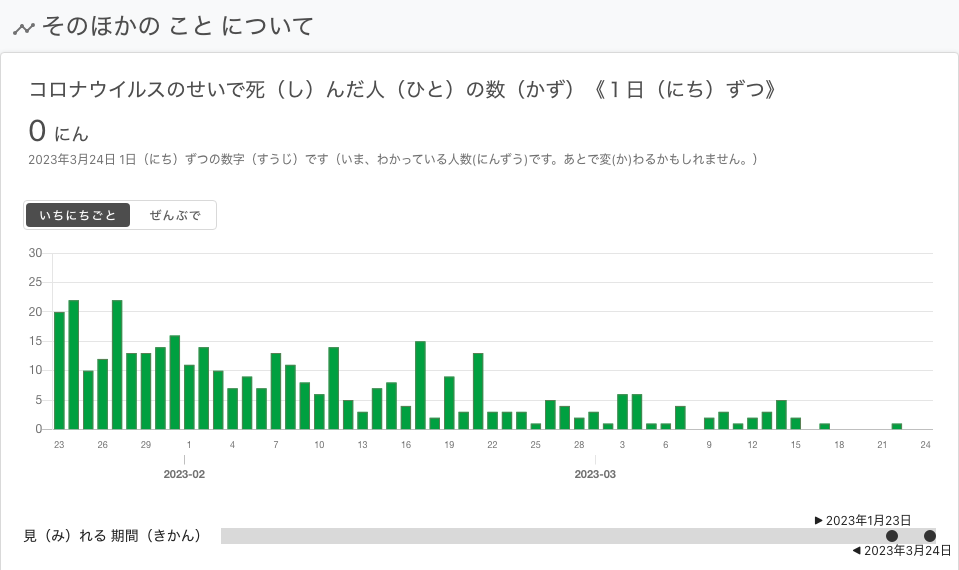 そのほかの こと について
コロナウイルスのせいで死（し）んだ人（ひと）の数（かず）《１日（にち）ずつ》
0 にん
2023年3月24日 1日（にち）ずつの数字（すうじ）です（いま、わかっている人数(にんずう)です。あとで変(か)わるかもしれません。）
いちにちごと ぜんぶで
30
25
20
15
10
5
0
23 26 29 1 4 7 10 13 16 19 22 25 28 3 6 9 12 15 18 21 24
2023-02 2023-03
▶ 2023年1月23日
見（み）れる 期間（きかん）
◀ 2023年3月24日